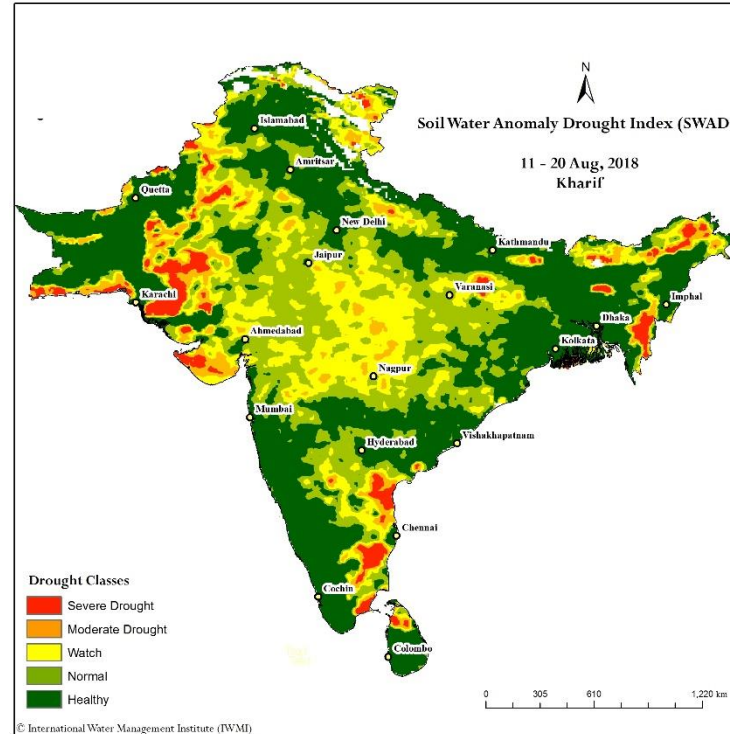 N
Soil Water Anomaly Drought Index (SWAD
11 - 20 Aug, 2018
Kharif
Islamabad
Amritsar
Quetta
New Delhi
Kathmandu
Jaipur
Varanasi
Karachi
Imphal
Dhaka
Ahmedabad
Kolkata
Nagpur
Mumbai
Hyderabad
Vishakhapatnam
Chennai
Cochin
Colombo
Drought Classes
Severe Drought
Moderate Drought
Watch
Normal
Healthy
0 305 610 1,220 km
© International Water Management Institute (IWMI)